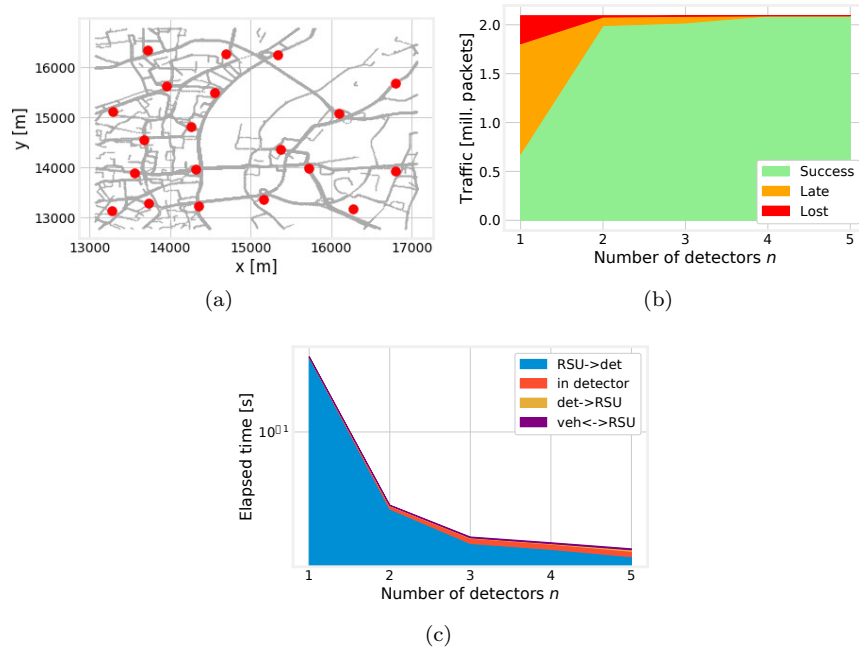 16000
15000
14000
13000
y [m]
13000 14000 15000 16000 17000
x [m]
(a)
2.0
1.5
1.0
0.5
0.0
Traffic [mill. packets]
Success
Late
Lost
1 2 3 4 5
Number of detectors n
(b)
Elapsed time [s]
10▯1
RSU->det
in detector
det->RSU
veh<->RSU
1 2 3 4 5
Number of detectors n
(c)